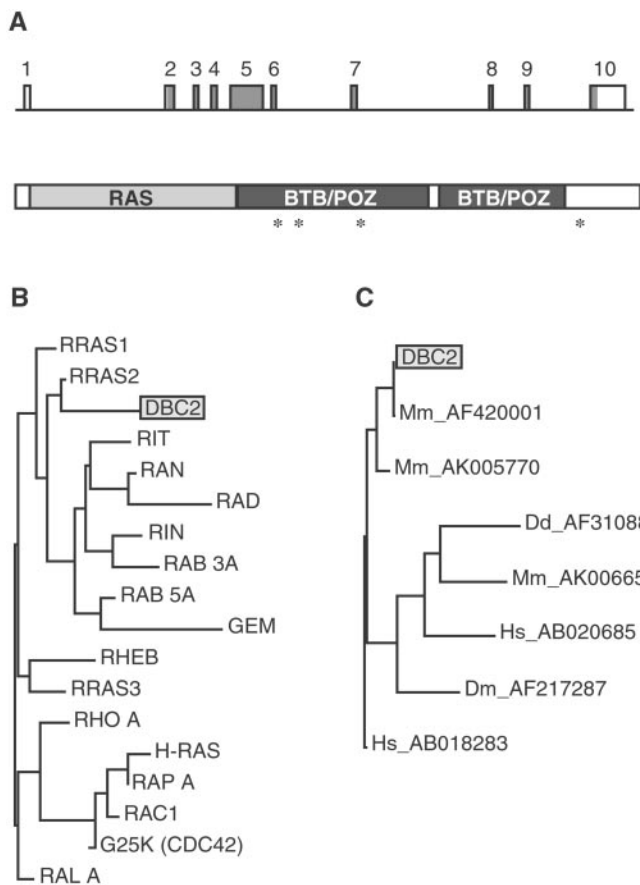 A
1 2 3 4 5 6 7 8 9 10
RAS BTB/POZ BTB/POZ
* * * *
B
RRAS1
RRAS2
DBC2
RIT
RAN
RAD
RIN
RAB 3A
RAB 5A
GEM
RHEB
RRAS3
RHO A
H-RAS
RAP A
RAC1
G25K (CDC42)
RAL A
C
DBC2
Mm_AF420001
Mm_AK005770
Dd_AF31088
Mm_AK00665
Hs_AB020685
Dm_AF217287
Hs_AB018283